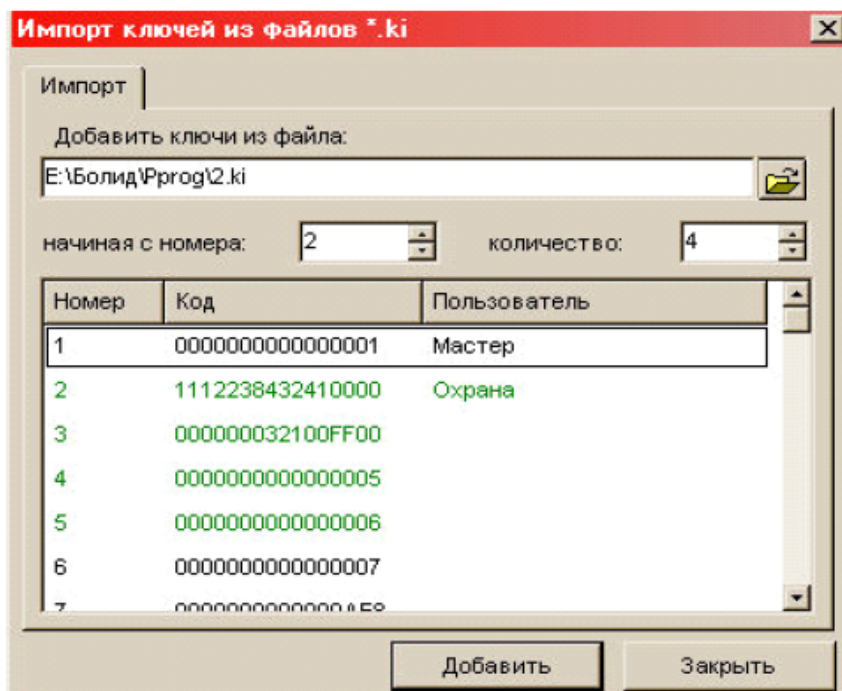 Импорт ключей из файлов *.ki
Импорт
Добавить ключи из файла:
E:\Болид\Pprog\2.ki
начиная с номера: 2 количество: 4
Номер Код Пользователь
1 0000000000000001 Мастер
2 1112238432410000 Охрана
3 000000032100FF00
4 0000000000000005
5 0000000000000006
6 0000000000000007
7
Добавить Закрыть